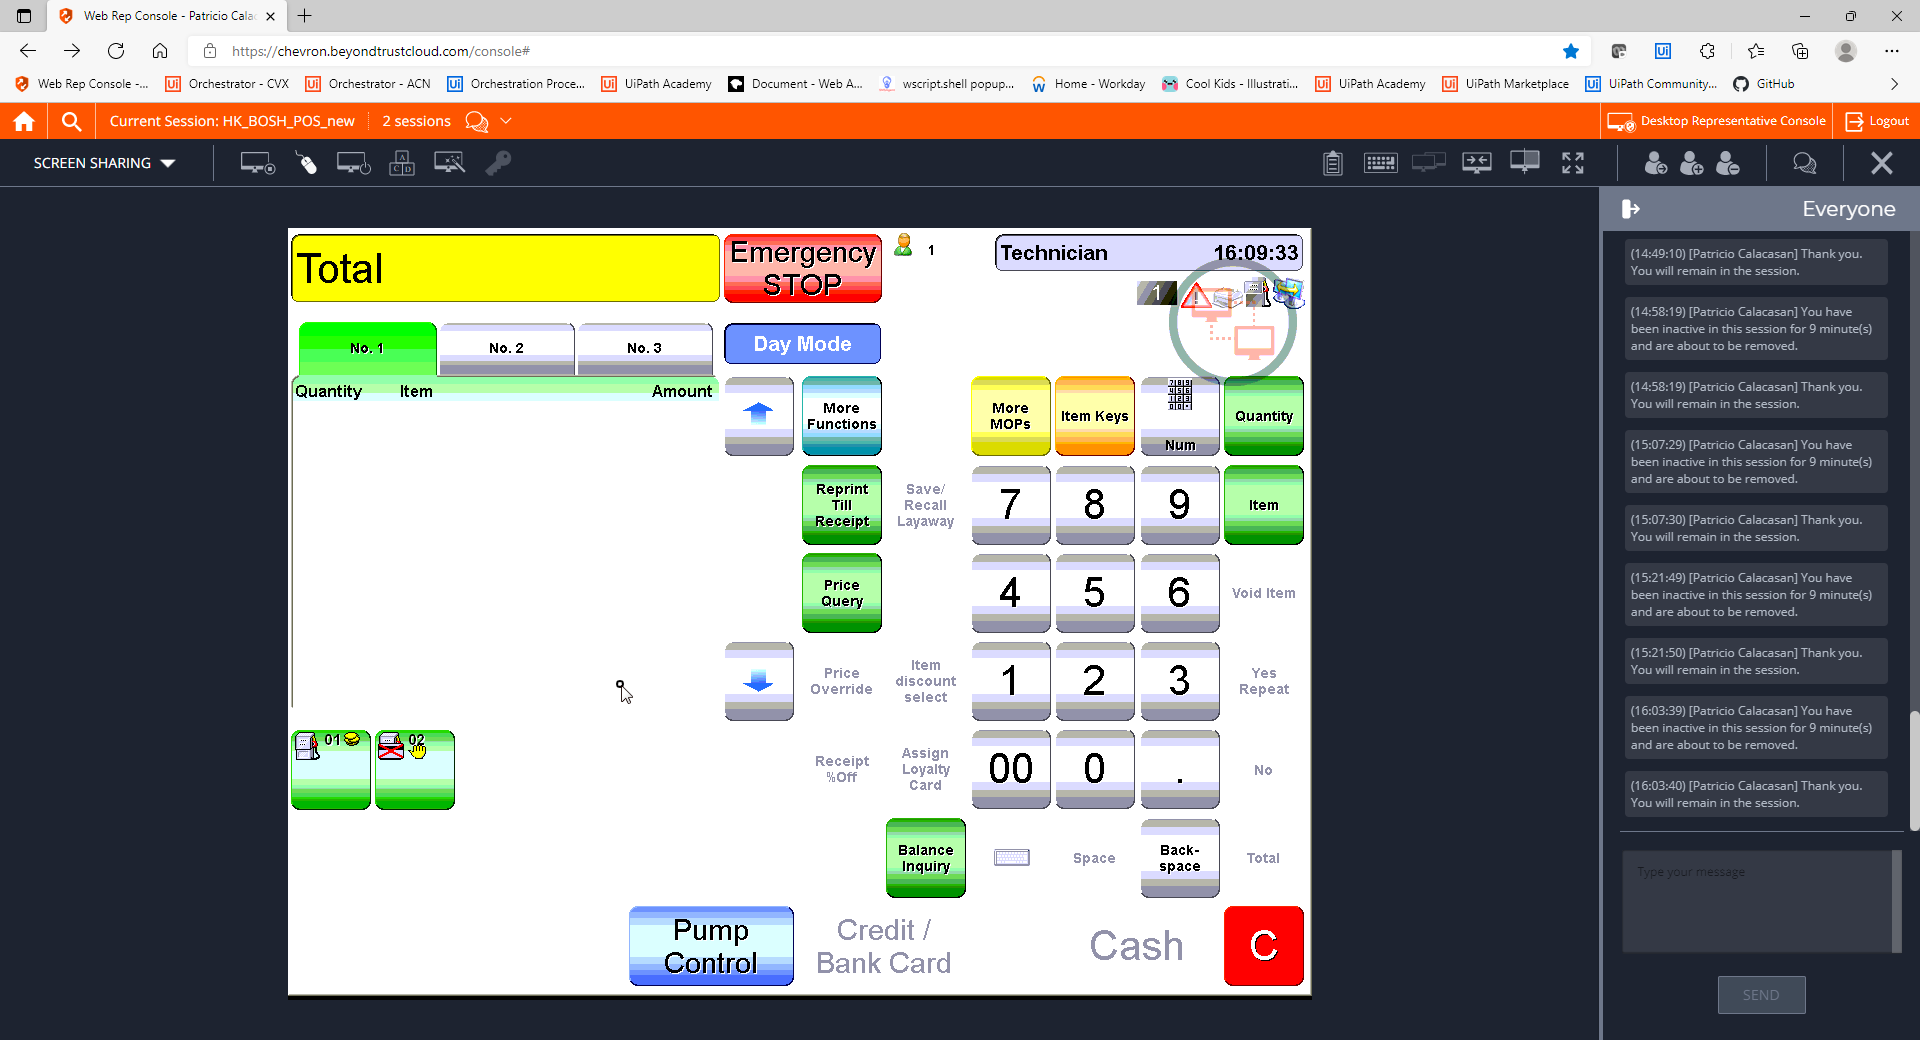 Web Rep Console - Patricio Cala
https://chevron.beyondtrustcloud.com/console#
Web Rep Console -...
Orchestrator - CVX
Orchestrator - ACN
Orchestration Proce...
UiPath Academy
Document - Web A...
wscript.shell popup...
Home - Workday
Cool Kids - Illustrati...
UiPath Academy
UiPath Marketplace
UiPath Community...
GitHub
Current Session: HK_BOSH_POS_new
2 sessions
Desktop Representative Console
Logout
SCREEN SHARING
Everyone
Total
Emergency
STOP
1
Technician
16:09:33
1
No. 1
No. 2
No. 3
Day Mode
Quantity
Item
Amount
More
Functions
More
MOPs
Item Keys
Num
Quantity
Reprint
Till
Receipt
Save/
Recall
Layaway
7
8
9
Item
Price
Query
4
5
6
Void Item
Price
Override
Item
discount
select
1
2
3
Yes
Repeat
01
02
Receipt
%Off
Assign
Loyalty
Card
00
0
.
No
Balance
Inquiry
Space
Back-
space
Total
Pump
Control
Credit /
Bank Card
Cash
C
(14:49:10) [Patricio Calacasan] Thank you.
You will remain in the session.
(14:58:19) [Patricio Calacasan] You have
been inactive in this session for 9 minute(s)
and are about to be removed.
(14:58:19) [Patricio Calacasan] Thank you.
You will remain in the session.
(15:07:29) [Patricio Calacasan] You have
been inactive in this session for 9 minute(s)
and are about to be removed.
(15:07:30) [Patricio Calacasan] Thank you.
You will remain in the session.
(15:21:49) [Patricio Calacasan] You have
been inactive in this session for 9 minute(s)
and are about to be removed.
(15:21:50) [Patricio Calacasan] Thank you.
You will remain in the session.
(16:03:39) [Patricio Calacasan] You have
been inactive in this session for 9 minute(s)
and are about to be removed.
(16:03:40) [Patricio Calacasan] Thank you.
You will remain in the session.
Type your message
SEND